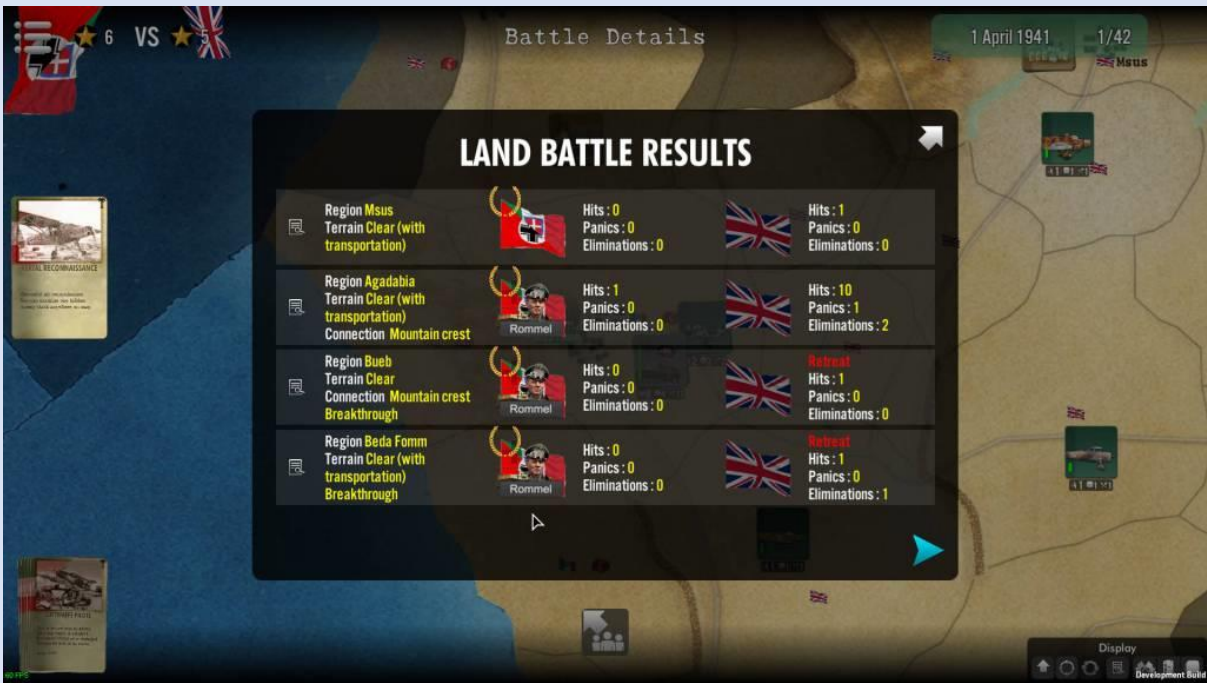 6 VS 5
Battle Details
1 April 1941
1/42
Msus
LAND BATTLE RESULTS
Region Msus
Terrain Clear (with
transportation)
Hits : 0
Panics : 0
Eliminations : 0
Hits : 1
Panics : 0
Eliminations : 0
Region Agadabia
Terrain Clear (with
transportation)
Connection Mountain crest
Rommel
Hits : 1
Panics : 0
Eliminations : 0
Hits : 10
Panics : 1
Eliminations : 2
Region Bueb
Terrain Clear
Connection Mountain crest
Breakthrough
Rommel
Hits : 0
Panics : 0
Eliminations : 0
Retreat
Hits : 1
Panics : 0
Eliminations : 0
Region Beda Fomm
Terrain Clear (with
transportation)
Breakthrough
Rommel
Hits : 0
Panics : 0
Eliminations : 0
Retreat
Hits : 1
Panics : 0
Eliminations : 1
AERIAL RECONNAISSANCE
Display
60 FPS
Development Build